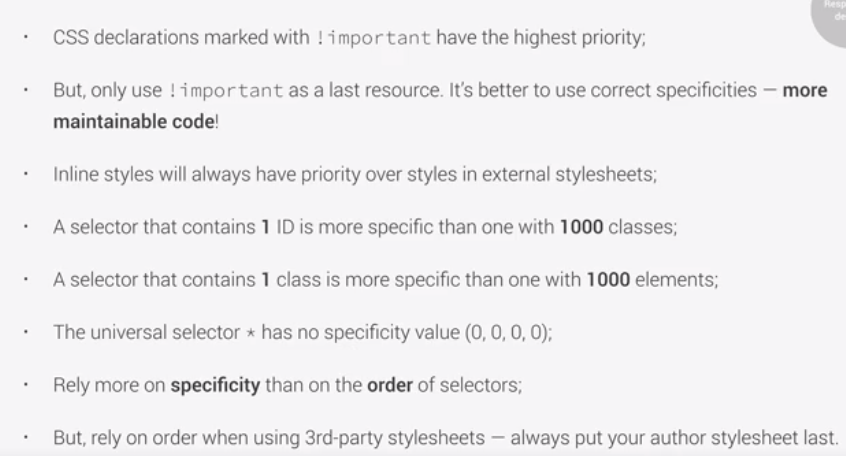 Resp
de
· CSS declarations marked with !important have the highest priority;
· But, only use !important as a last resource. It's better to use correct specificities — more
maintainable code!
· Inline styles will always have priority over styles in external stylesheets;
· A selector that contains 1 ID is more specific than one with 1000 classes;
· A selector that contains 1 class is more specific than one with 1000 elements;
· The universal selector * has no specificity value (0, 0, 0, 0);
· Rely more on specificity than on the order of selectors;
· But, rely on order when using 3rd-party stylesheets — always put your author stylesheet last.